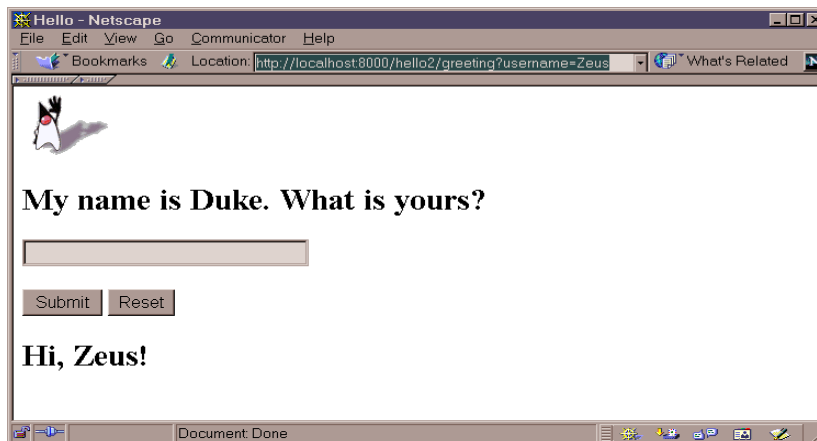 Hello - Netscape
File Edit View Go Communicator Help
Bookmarks Location: http://localhost:8000/hello2/greeting?username=Zeus What's Related
My name is Duke. What is yours?
Submit Reset
Hi, Zeus!
Document: Done